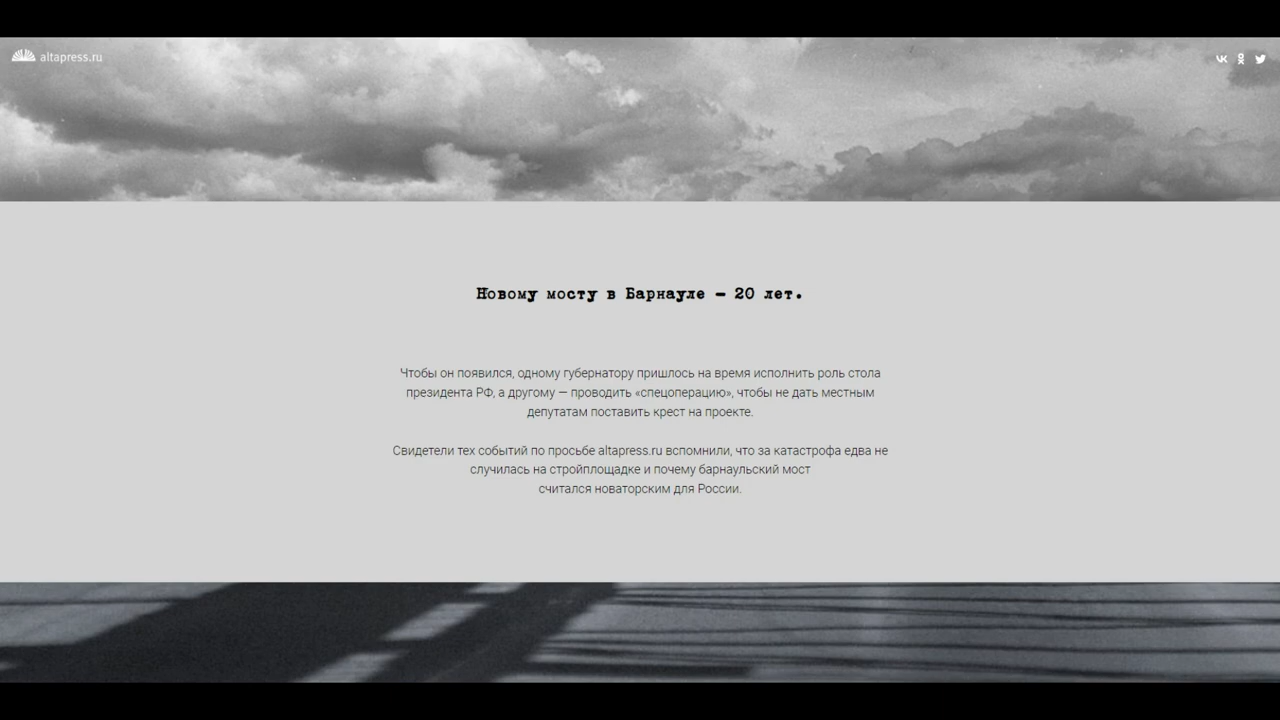 altapress.ru
Новому мосту в Барнауле – 20 лет.
Чтобы он появился, одному губернатору пришлось на время исполнить роль стола
президента РФ, а другому — проводить «спецоперацию», чтобы не дать местным
депутатам поставить крест на проекте.
Свидетели тех событий по просьбе altapress.ru вспомнили, что за катастрофа едва не
случилась на стройплощадке и почему барнаульский мост
считался новаторским для России.